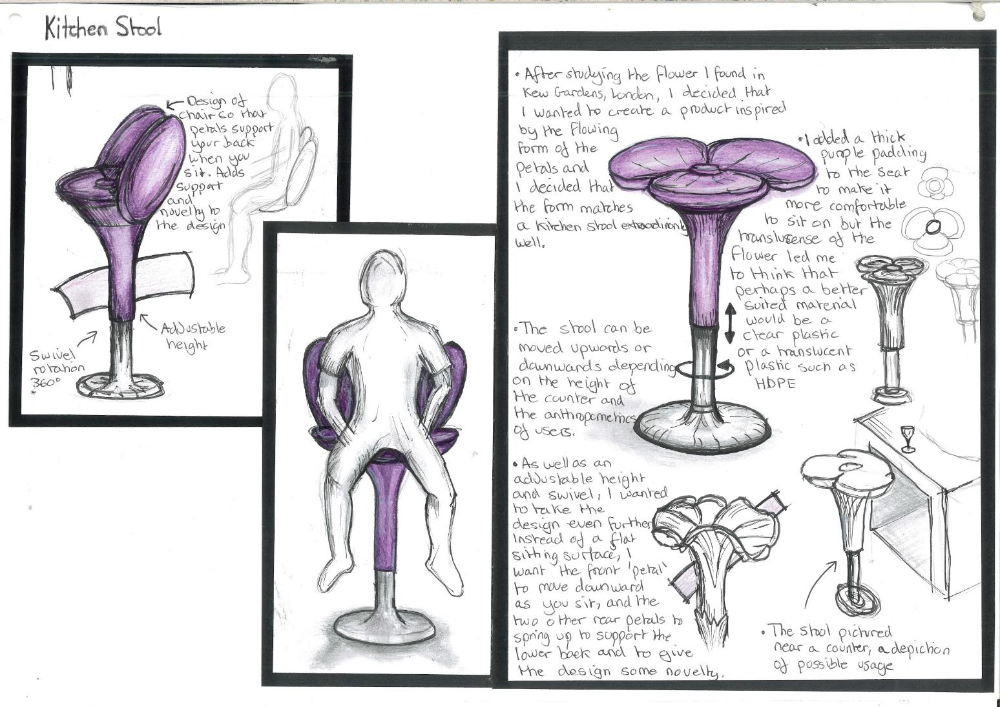 Kitchen Stool
Design of
chair so that
petals support
your back
when you
sit. Adds
support
and
novelty to
the design
Adjustable
height
Swivel
rotation
360°
• After studying the flower I found in
Kew Gardens, London, I decided that
I wanted to create a product inspired
by the flowing
form of the
petals and
I decided that
the form matches
a kitchen stool
well.
• I added a thick
purple padding
to the seat
to make it
more comfortable
to sit on but the
translusense of the
flower led me
to think that
perhaps a better
suited material
would be a
clear plastic
or a translucent
plastic such as
HDPE
• The stool can be
moved upwards or
downwards depending
on the height of
the counter and
the anthropometrics
of users.
• As well as an
adjustable height
and swivel, I wanted
to take the
design even further
Instead of a flat
sitting surface, I
want the front 'petal'
to move downward
as you sit, and the
two other rear petals to
spring up to support the
lower back and to give
the design some novelty.
• The stool pictured
near a counter, a depiction
of possible usage